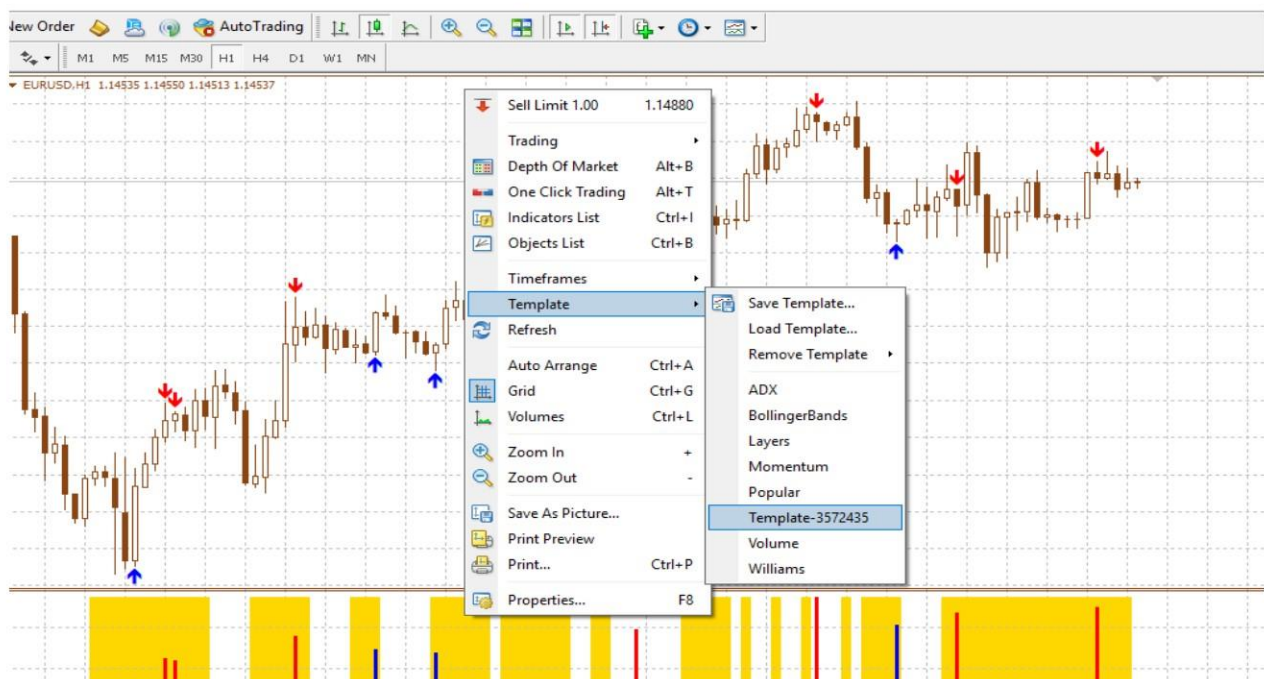 New Order AutoTrading
M1 M5 M15 M30 H1 H4 D1 W1 MN
EURUSD,H1 1.14535 1.14550 1.14513 1.14537
Sell Limit 1.00 1.14880
Trading
Depth Of Market Alt+B
One Click Trading Alt+T
Indicators List Ctrl+I
Objects List Ctrl+B
Timeframes
Template
Refresh
Auto Arrange Ctrl+A
Grid Ctrl+G
Volumes Ctrl+L
Zoom In +
Zoom Out -
Save As Picture...
Print Preview
Print... Ctrl+P
Properties... F8
Save Template...
Load Template...
Remove Template
ADX
BollingerBands
Layers
Momentum
Popular
Template-3572435
Volume
Williams